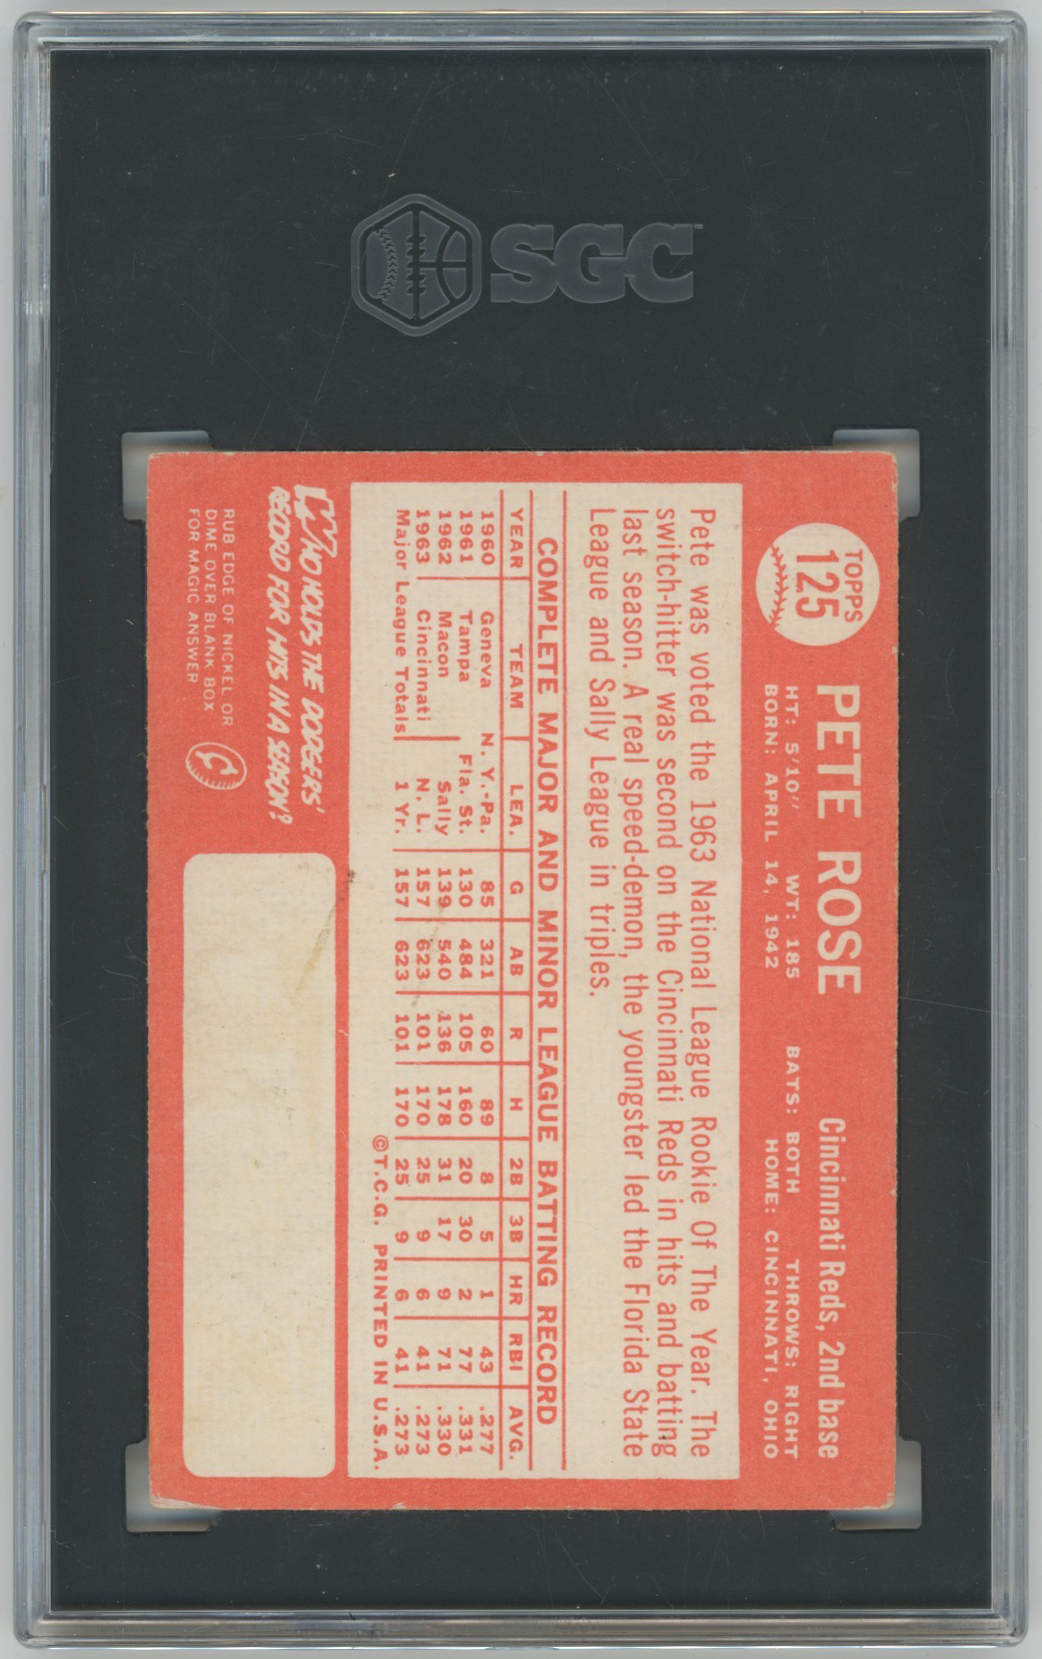 SGC
TOPPS
125
PETE ROSE
Cincinnati Reds, 2nd base
HT: 5'10" WT: 185 BATS: BOTH THROWS: RIGHT
BORN: APRIL 14, 1942 HOME: CINCINNATI, OHIO
Pete was voted the 1963 National League Rookie Of The Year. The
switch-hitter was second on the Cincinnati Reds in hits and batting
last season. A real speed-demon, the youngster led the Florida State
League and Sally League in triples.
COMPLETE MAJOR AND MINOR LEAGUE BATTING RECORD
YEAR TEAM LEA. G AB R H 2B 3B HR RBI AVG.
1960 Geneva N. Y.-Pa. 85 321 60 89 8 5 1 43 .277
1961 Tampa Fla. St. 130 484 105 160 20 30 2 77 .331
1962 Macon Sally 139 540 136 178 31 17 9 71 .330
1963 Cincinnati N. L. 157 623 101 170 25 9 6 41 .273
Major League Totals 1 Yr. 157 623 101 170 25 9 6 41 .273
©T.C.G. PRINTED IN U.S.A.
WHO HOLDS THE DODGERS'
RECORD FOR HITS IN A SEASON?
RUB EDGE OF NICKEL OR
DIME OVER BLANK BOX
FOR MAGIC ANSWER